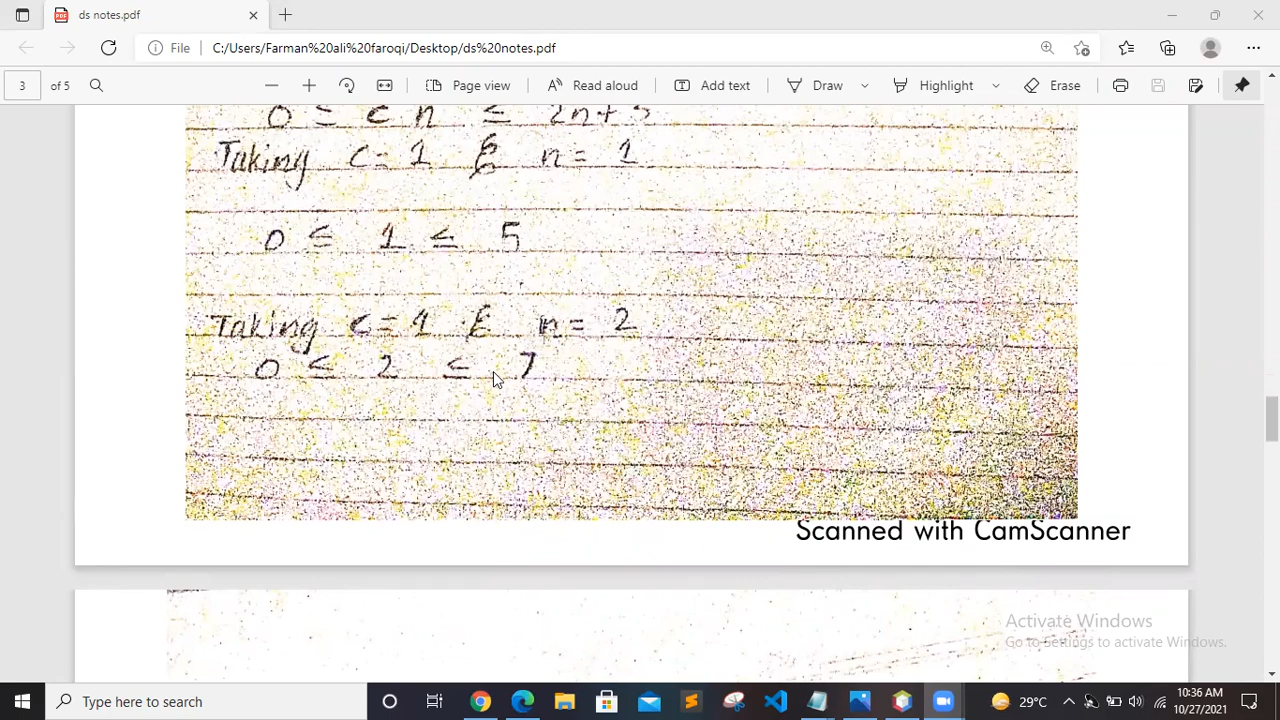 ds notes.pdf
File C:/Users/Farman%20ali%20faroqi/Desktop/ds%20notes.pdf
3 of 5 Page view Read aloud Add text Draw Highlight Erase
0 ≤ c n ≤ 2n+3
Taking c = 1 & n = 1
0 ≤ 1 ≤ 5
Taking c = 1 & n = 2
0 ≤ 2 ≤ 7
Scanned with CamScanner
Activate Windows
Go to Settings to activate Windows.
Type here to search
29°C
10:36 AM
10/27/2021